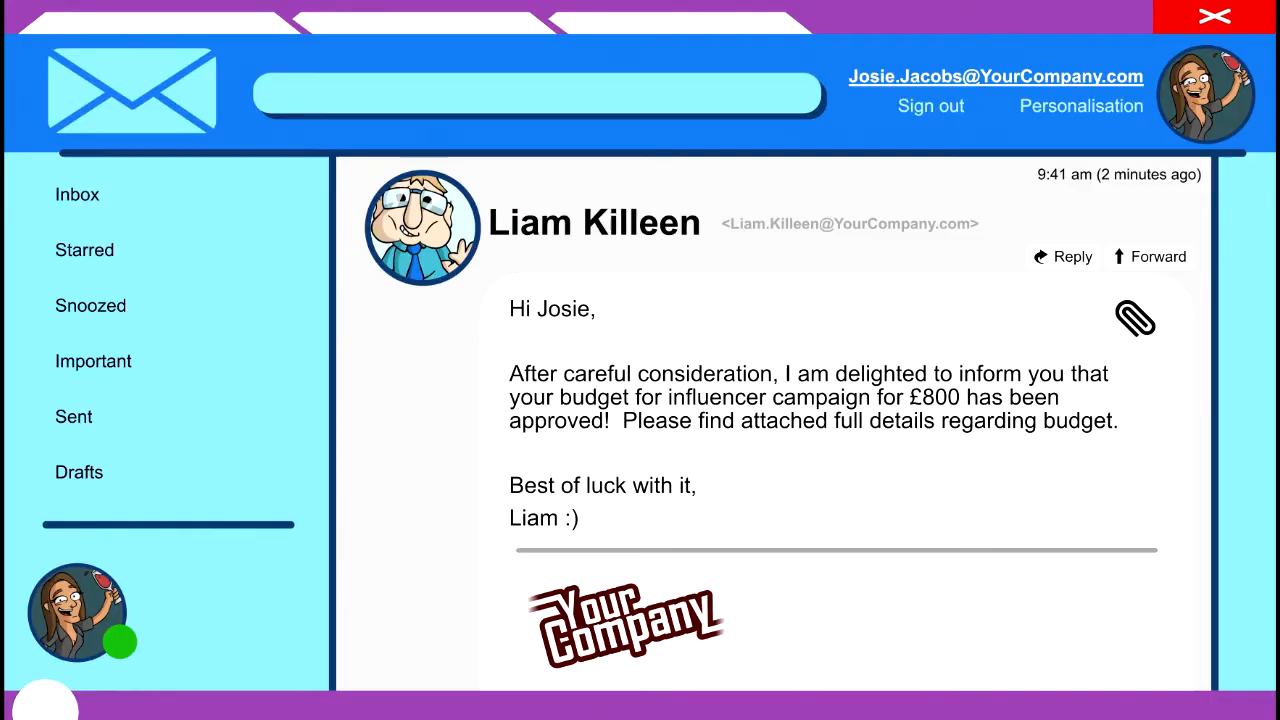 Josie.Jacobs@YourCompany.com
Sign out Personalisation
Inbox
Starred
Snoozed
Important
Sent
Drafts
9:41 am (2 minutes ago)
Liam Killeen <Liam.Killeen@YourCompany.com>
Reply Forward
Hi Josie,
After careful consideration, I am delighted to inform you that
your budget for influencer campaign for £800 has been
approved!  Please find attached full details regarding budget.
Best of luck with it,
Liam :)
Your
Company